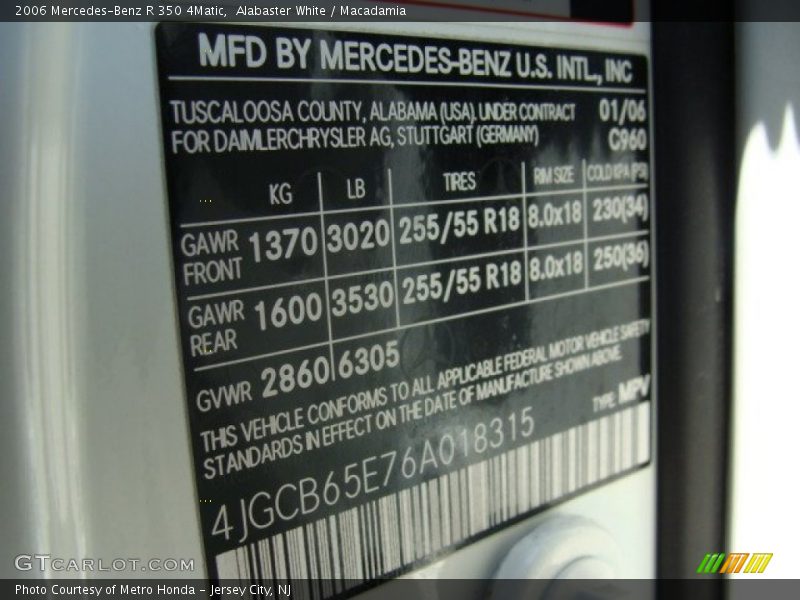 2006 Mercedes-Benz R 350 4Matic,  Alabaster White / Macadamia
MFD BY MERCEDES-BENZ U.S. INTL., INC
TUSCALOOSA COUNTY, ALABAMA (USA). UNDER CONTRACT 01/06
FOR DAIMLERCHRYSLER AG, STUTTGART (GERMANY) C960
KG LB TIRES RIM SIZE COLD KPA (PSI)
GAWR FRONT 1370 3020 255/55 R18 8.0x18 230(34)
GAWR REAR 1600 3530 255/55 R18 8.0x18 250(36)
GVWR 2860 6305
THIS VEHICLE CONFORMS TO ALL APPLICABLE FEDERAL MOTOR VEHICLE SAFETY
STANDARDS IN EFFECT ON THE DATE OF MANUFACTURE SHOWN ABOVE.
4JGCB65E76A018315 TYPE: MPV
GTCARLOT.COM
Photo Courtesy of Metro Honda - Jersey City, NJ